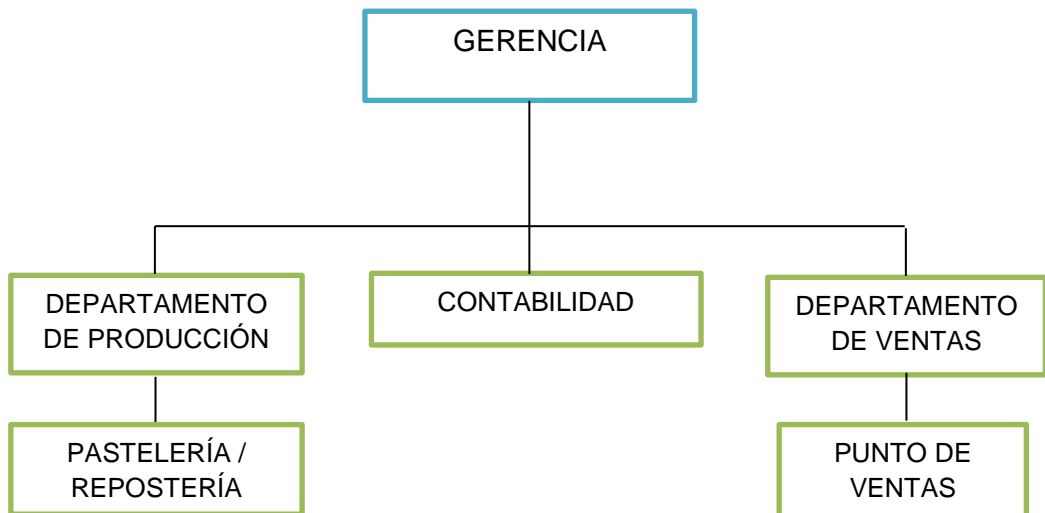 GERENCIA
DEPARTAMENTO
DE PRODUCCIÓN
CONTABILIDAD
DEPARTAMENTO
DE VENTAS
PASTELERÍA /
REPOSTERÍA
PUNTO DE
VENTAS